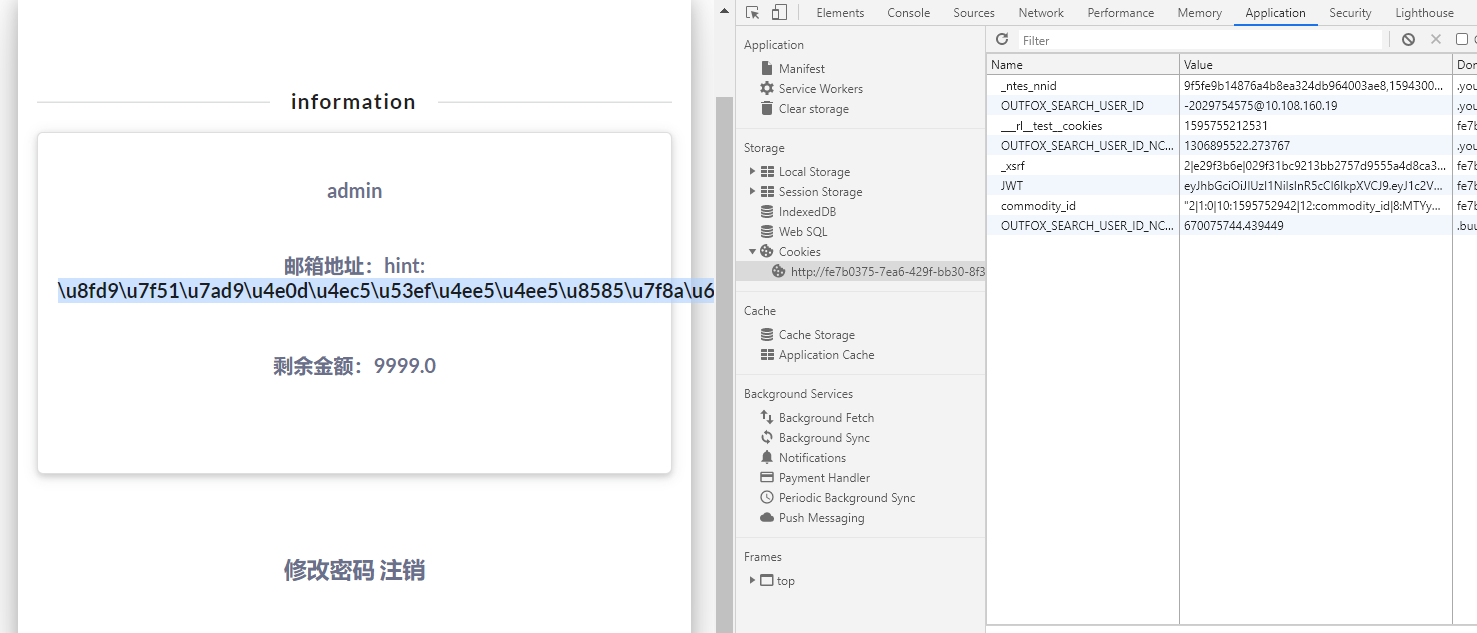 information
admin
邮箱地址：hint:
\u8fd9\u7f51\u7ad9\u4e0d\u4ec5\u53ef\u4ee5\u4ee5\u8585\u7f8a\u6
剩余金额：9999.0
修改密码 注销
Elements Console Sources Network Performance Memory Application Security Lighthouse
Application
Manifest
Service Workers
Clear storage
Storage
Local Storage
Session Storage
IndexedDB
Web SQL
Cookies
http://fe7b0375-7ea6-429f-bb30-8f3
Cache
Cache Storage
Application Cache
Background Services
Background Fetch
Background Sync
Notifications
Payment Handler
Periodic Background Sync
Push Messaging
Frames
top
Filter
Name Value Dor
_ntes_nnid 9f5fe9b14876a4b8ea324db964003ae8,1594300... .you
OUTFOX_SEARCH_USER_ID -2029754575@10.108.160.19 .you
___rl__test__cookies 1595755212531 fe7b
OUTFOX_SEARCH_USER_ID_NC... 1306895522.273767 .you
_xsrf 2|e29f3b6e|029f31bc9213bb2757d9555a4d8ca3... fe7b
JWT eyJhbGciOiJIUzI1NiIsInR5cCI6IkpXVCJ9.eyJ1c2V... fe7b
commodity_id "2|1:0|10:1595752942|12:commodity_id|8:MTYy... fe7b
OUTFOX_SEARCH_USER_ID_NC... 670075744.439449 .buu